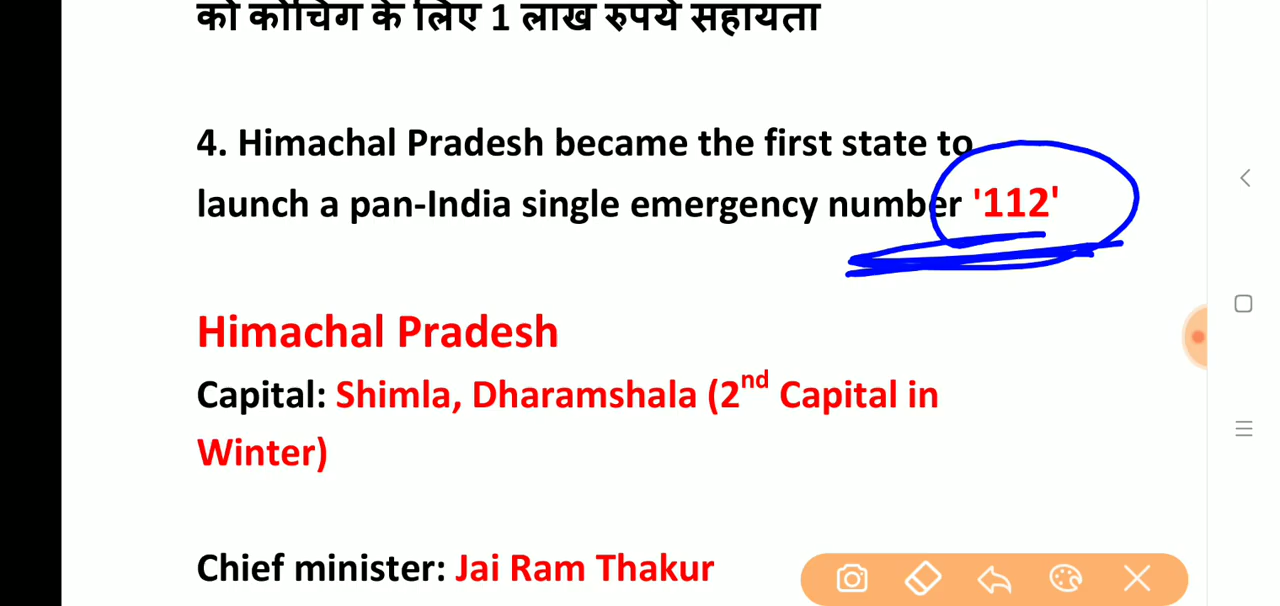 को कोचिंग के लिए 1 लाख रुपये सहायता
4. Himachal Pradesh became the first state to
launch a pan-India single emergency number '112'
Himachal Pradesh
Capital: Shimla, Dharamshala (2nd Capital in
Winter)
Chief minister: Jai Ram Thakur